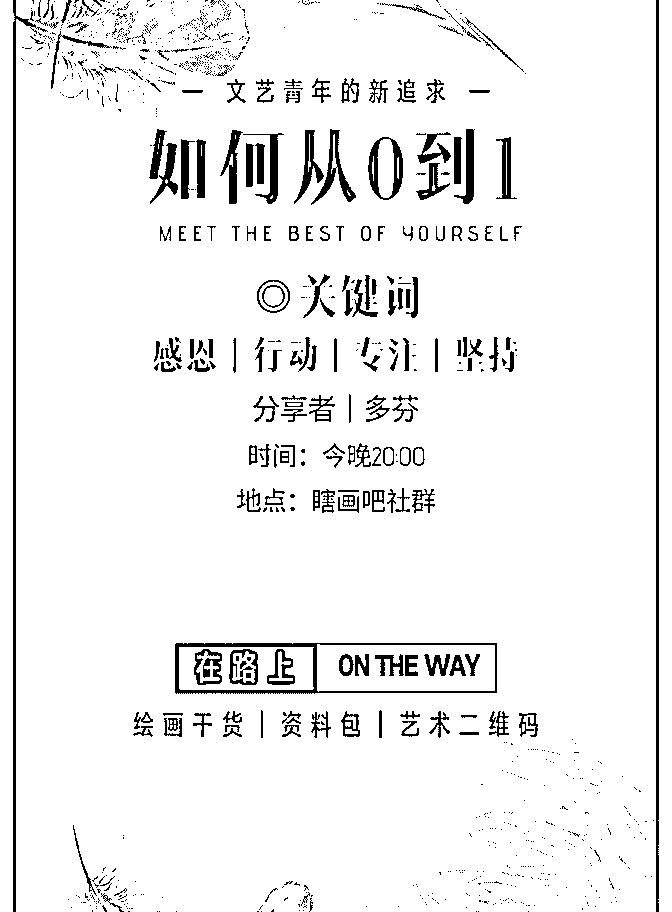 — 文艺青年的新追求 —
如何从0到1
MEET THE BEST OF YOURSELF
◎关键词
感恩｜行动｜专注｜坚持
分享者｜多芬
时间：今晚20:00
地点：瞎画吧社群
在路上 ON THE WAY
绘画干货｜资料包｜艺术二维码